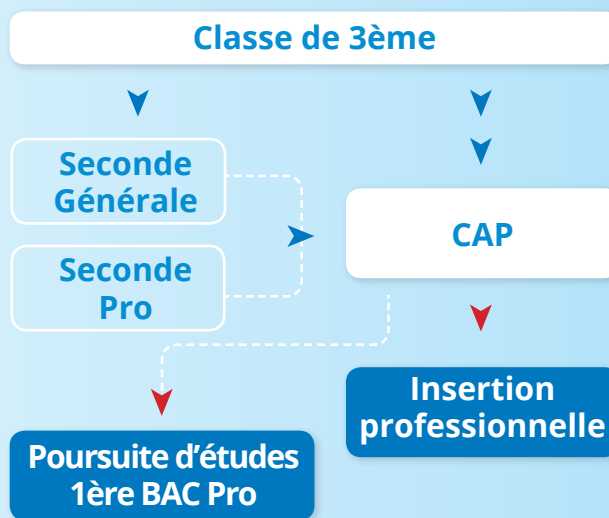 Classe de 3ème
Seconde
Générale
CAP
Seconde
Pro
Insertion
professionnelle
Poursuite d’études
1ère BAC Pro